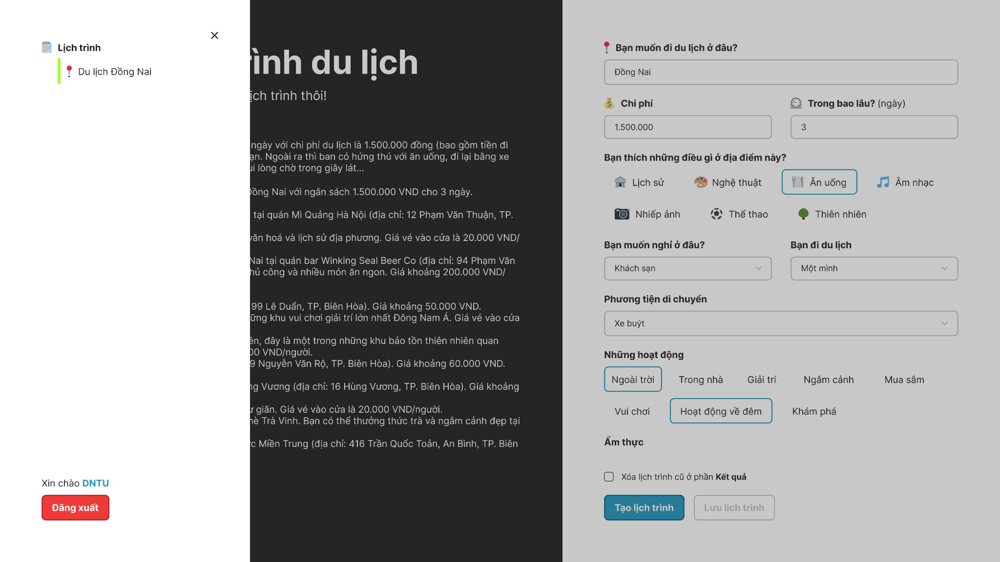 Lịch trình
Du lịch Đồng Nai
Xin chào DNTU
Đăng xuất
rình du lịch
lịch trình thôi!
ngày với chi phí du lịch là 1.500.000 đồng (bao gồm tiền đi
ạn. Ngoài ra thì ban có hứng thú với ăn uống, đi lại bằng xe
ui lòng chờ trong giây lát...
Đồng Nai với ngân sách 1.500.000 VND cho 3 ngày.
tại quán Mì Quảng Hà Nội (địa chỉ: 12 Phạm Văn Thuận, TP.
văn hoá và lịch sử địa phương. Giá vé vào cửa là 20.000 VND/
Nai tại quán bar Winking Seal Beer Co (địa chỉ: 94 Phạm Văn
hủ công và nhiều món ăn ngon. Giá khoảng 200.000 VND/
99 Lê Duẩn, TP. Biên Hòa). Giá khoảng 50.000 VND.
ững khu vui chơi giải trí lớn nhất Đông Nam Á. Giá vé vào cửa
ên, đây là một trong những khu bảo tồn thiên nhiên quan
00 VND/người.
9 Nguyễn Văn Rộ, TP. Biên Hòa). Giá khoảng 60.000 VND.
ng Vương (địa chỉ: 16 Hùng Vương, TP. Biên Hòa). Giá khoảng
ư giãn. Giá vé vào cửa là 20.000 VND/người.
hè Trà Vinh. Bạn có thể thưởng thức trà và ngắm cảnh đẹp tại
ực Miền Trung (địa chỉ: 416 Trần Quốc Toản, An Bình, TP. Biên
Bạn muốn đi du lịch ở đâu?
Đồng Nai
Chi phí
Trong bao lâu? (ngày)
1.500.000
3
Bạn thích những điều gì ở địa điểm này?
Lịch sử
Nghệ thuật
Ăn uống
Âm nhạc
Nhiếp ảnh
Thể thao
Thiên nhiên
Bạn muốn nghỉ ở đâu?
Bạn đi du lịch
Khách sạn
Một mình
Phương tiện di chuyển
Xe buýt
Những hoạt động
Ngoài trời
Trong nhà
Giải trí
Ngắm cảnh
Mua sắm
Vui chơi
Hoạt động về đêm
Khám phá
Ẩm thực
Xóa lịch trình cũ ở phần Kết quả
Tạo lịch trình
Lưu lịch trình